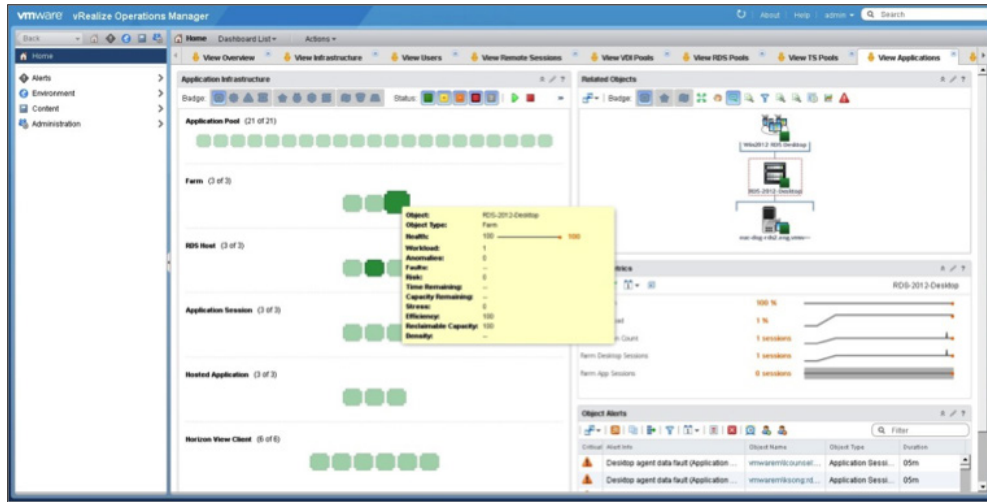 vmware vRealize Operations Manager
About Help admin Search
Back
Home Dashboard List Actions
Home
View Overview View Infrastructure View Users View Remote Sessions View VDI Pools View RDS Pools View TS Pools View Applications
Alerts
Environment
Content
Administration
Application Infrastructure
Badge: Status:
Application Pool (21 of 21)
Farm (3 of 3)
RDS Host (3 of 3)
Application Session (3 of 3)
Hosted Application (3 of 3)
Horizon View Client (6 of 6)
Object: RDS-2012-Desktop
Object Type: Farm
Health: 100 100
Workload: 1
Anomalies: 0
Faults: --
Risk: 0
Time Remaining: --
Capacity Remaining: --
Stress: 0
Efficiency: 100
Reclaimable Capacity: 100
Density: --
Related Objects
Badge:
Win2012 RDS Desktop
RDS-2012-Desktop
RDS-2012-Desktop
100 %
1 %
Count 1 sessions
Farm Desktop Sessions 1 sessions
Farm App Sessions 0 sessions
Object Alerts
Filter
Critical Alert Info Object Name Object Type Duration
Desktop agent data fault (Application ... Application Sessi... 05m
Desktop agent data fault (Application ... Application Sessi... 05m